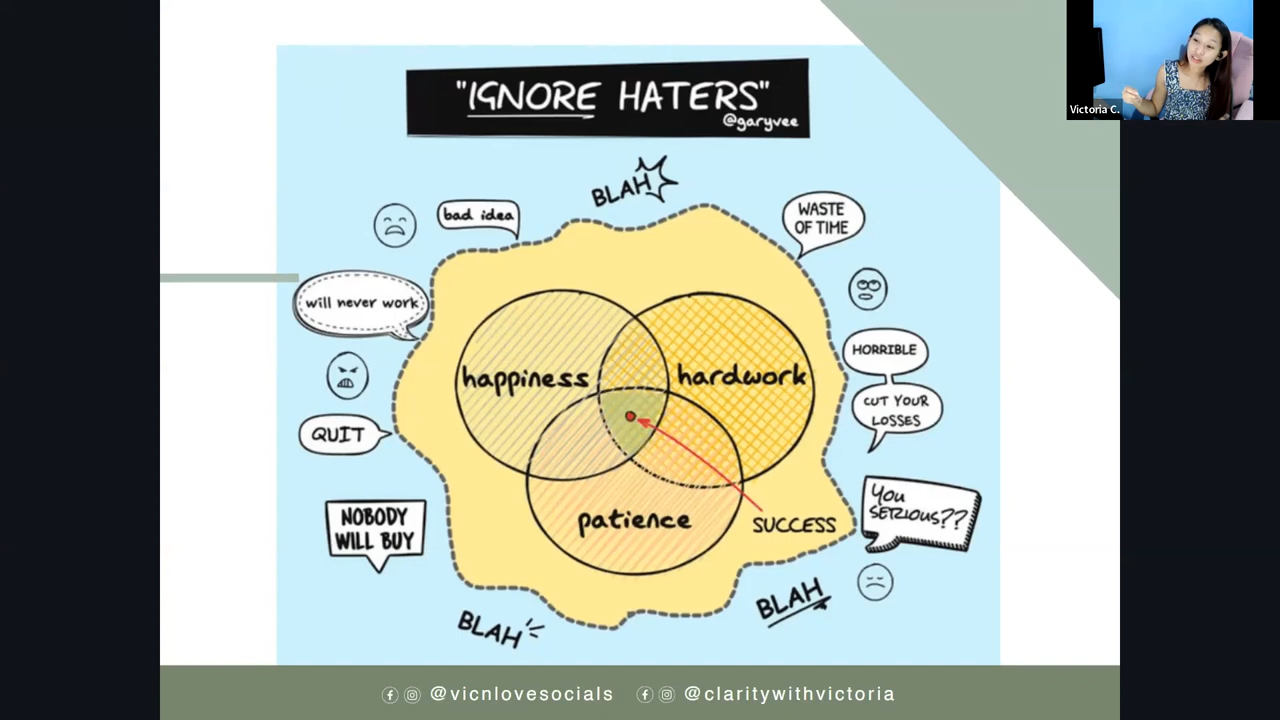 "IGNORE HATERS"
@garyvee
Victoria C.
BLAH
bad idea
WASTE
OF TIME
will never work
HORRIBLE
CUT YOUR
LOSSES
happiness
hardwork
QUIT
patience
SUCCESS
YOU
SERIOUS??
NOBODY
WILL BUY
BLAH
BLAH
@vicnlovesocials @claritywithvictoria